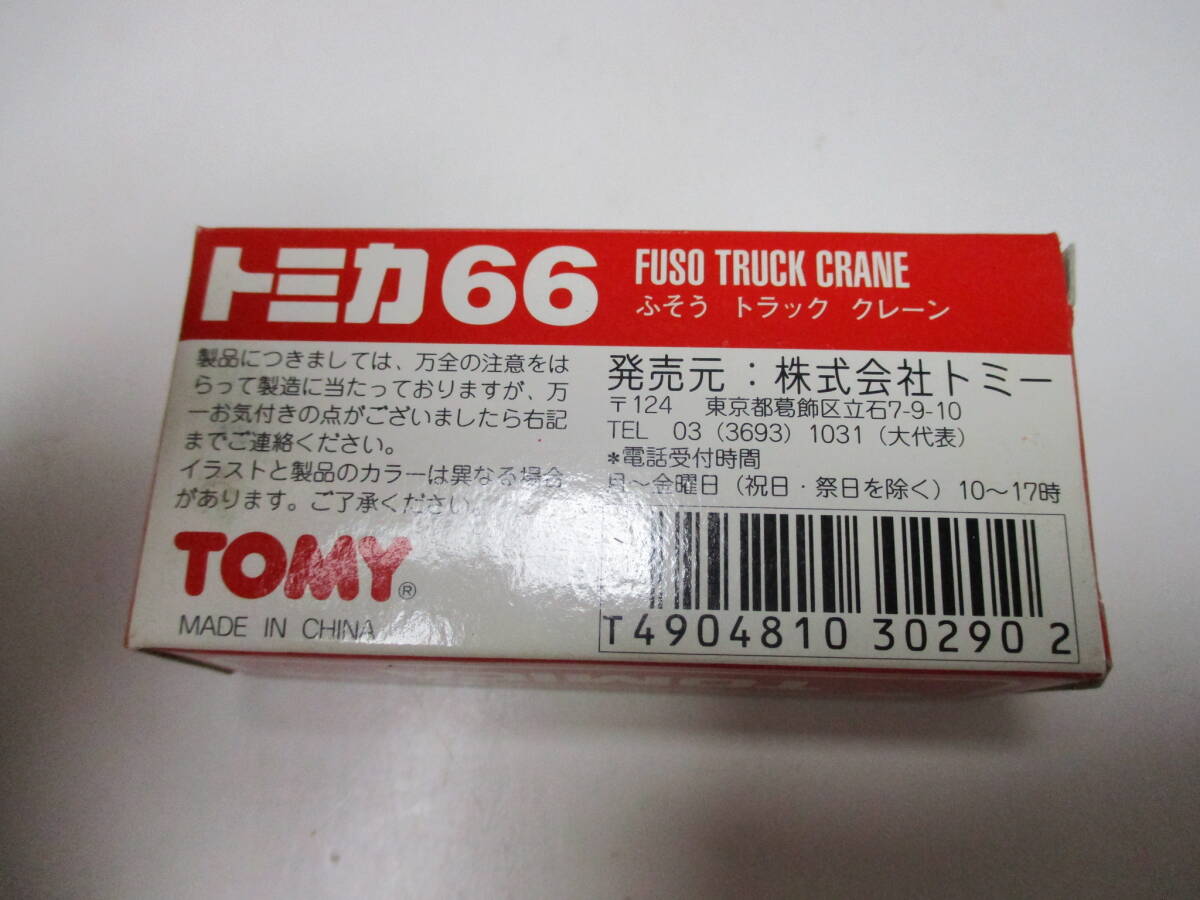 トミカ66
FUSO TRUCK CRANE
ふそう トラック クレーン
製品につきましては、万全の注意をは
らって製造に当たっておりますが、万
一お気付きの点がございましたら右記
までご連絡ください。
イラストと製品のカラーは異なる場合
があります。ご了承ください。
TOMY®
MADE IN CHINA
発売元:株式会社トミー
〒124 東京都葛飾区立石7-9-10
TEL 03(3693)1031(大代表)
*電話受付時間
月~金曜日(祝日・祭日を除く)10~17時
T4904810302902